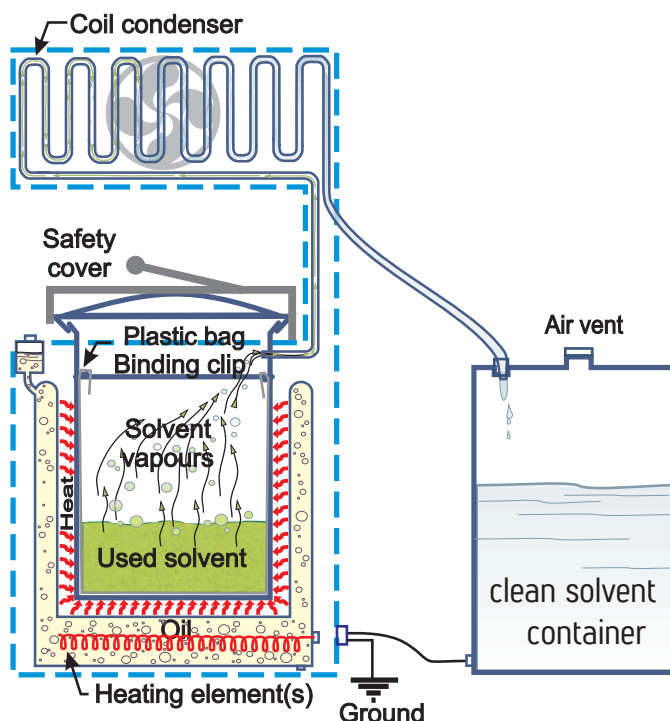 Coil condenser
Safety
cover
Air vent
Plastic bag
Binding clip
Solvent
vapours
Heat
Used solvent
clean solvent
container
Oil
Heating element(s)
Ground